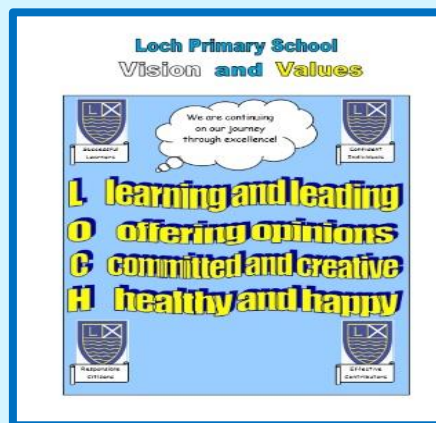 Loch Primary School
Vision and Values
We are continuing
on our journey
through excellence!
Successful
Learners
Confident
Individuals
L learning and leading
O offering opinions
C committed and creative
H healthy and happy
Responsible
Citizens
Effective
Contributors